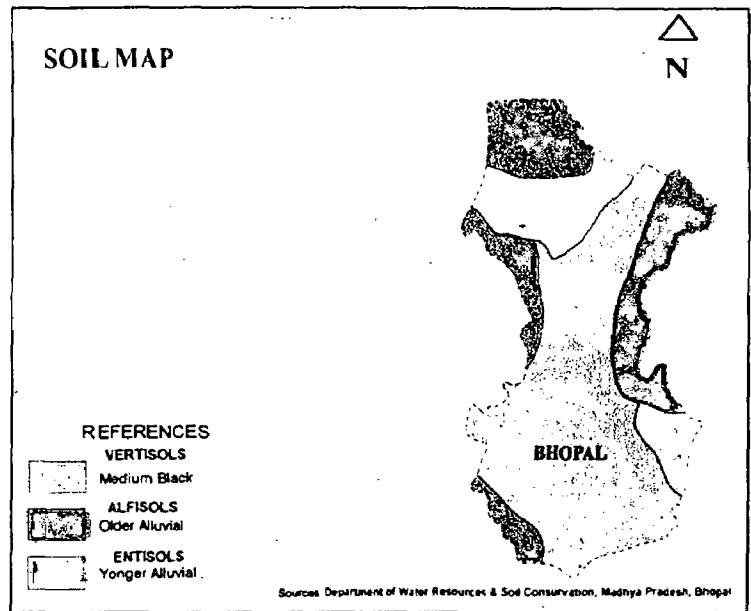 SOIL MAP
N
BHOPAL
REFERENCES
VERTISOLS
Medium Black
ALFISOLS
Older Alluvial
ENTISOLS
Yonger Alluvial
Sources Department of Water Resources & Soil Conservation, Madhya Pradesh, Bhopal